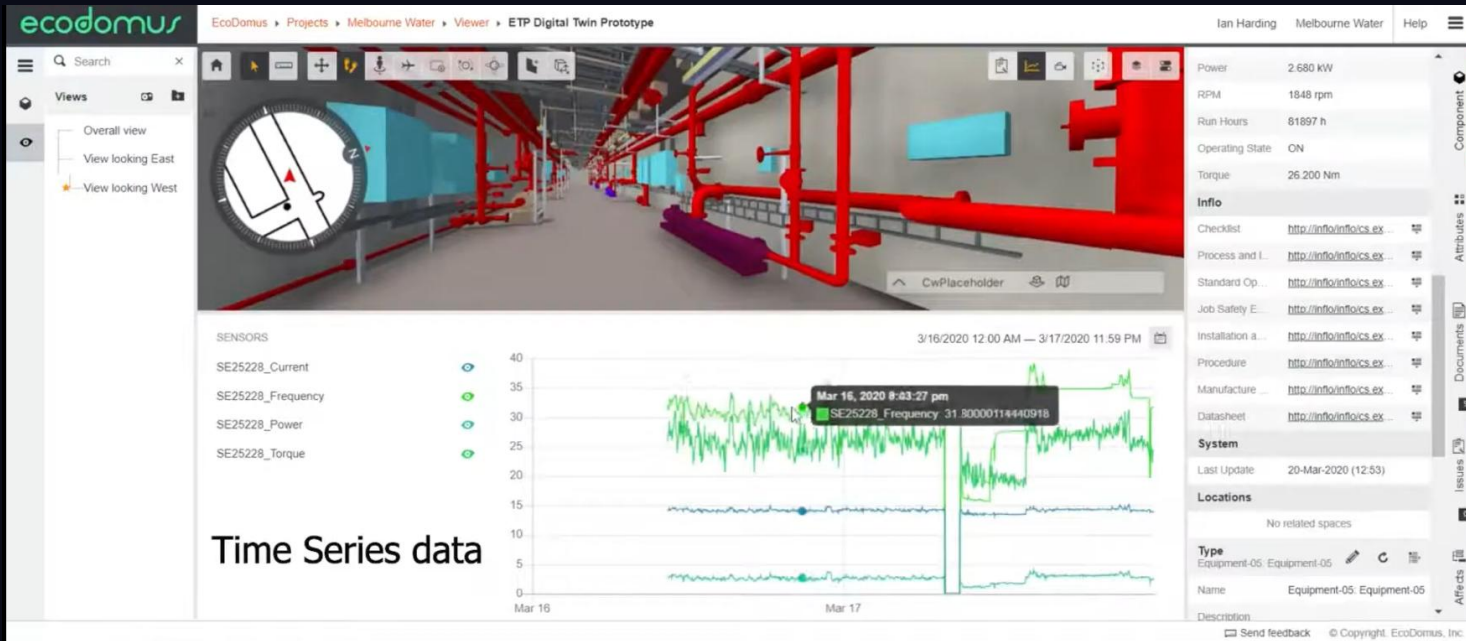 ecodomus
EcoDomus ▸ Projects ▸ Melbourne Water ▸ Viewer ▸ ETP Digital Twin Prototype
Ian Harding
Melbourne Water
Help
Search
Views
Overall view
View looking East
View looking West
N
CwPlaceholder
SENSORS
3/16/2020 12:00 AM — 3/17/2020 11:59 PM
SE25228_Current
SE25228_Frequency
SE25228_Power
SE25228_Torque
Time Series data
40
35
30
25
20
15
10
5
0
Mar 16
Mar 17
Mar 16, 2020 8:43:27 pm
SE25228_Frequency: 31.80000114440918
Power 2.680 kW
RPM 1848 rpm
Run Hours 81897 h
Operating State ON
Torque 26.200 Nm
Inflo
Checklist http://inflo/inflo/cs.ex...
Process and I... http://inflo/inflo/cs.ex...
Standard Op... http://inflo/inflo/cs.ex...
Job Safety E... http://inflo/inflo/cs.ex...
Installation a... http://inflo/inflo/cs.ex...
Procedure http://inflo/inflo/cs.ex...
Manufacture ... http://inflo/inflo/cs.ex...
Datasheet http://inflo/inflo/cs.ex...
System
Last Update 20-Mar-2020 (12:53)
Locations
No related spaces
Type
Equipment-05: Equipment-05
Name Equipment-05: Equipment-05
Description
Component
Attributes
Documents
Issues
Affects
Send feedback
© Copyright. EcoDomus, Inc